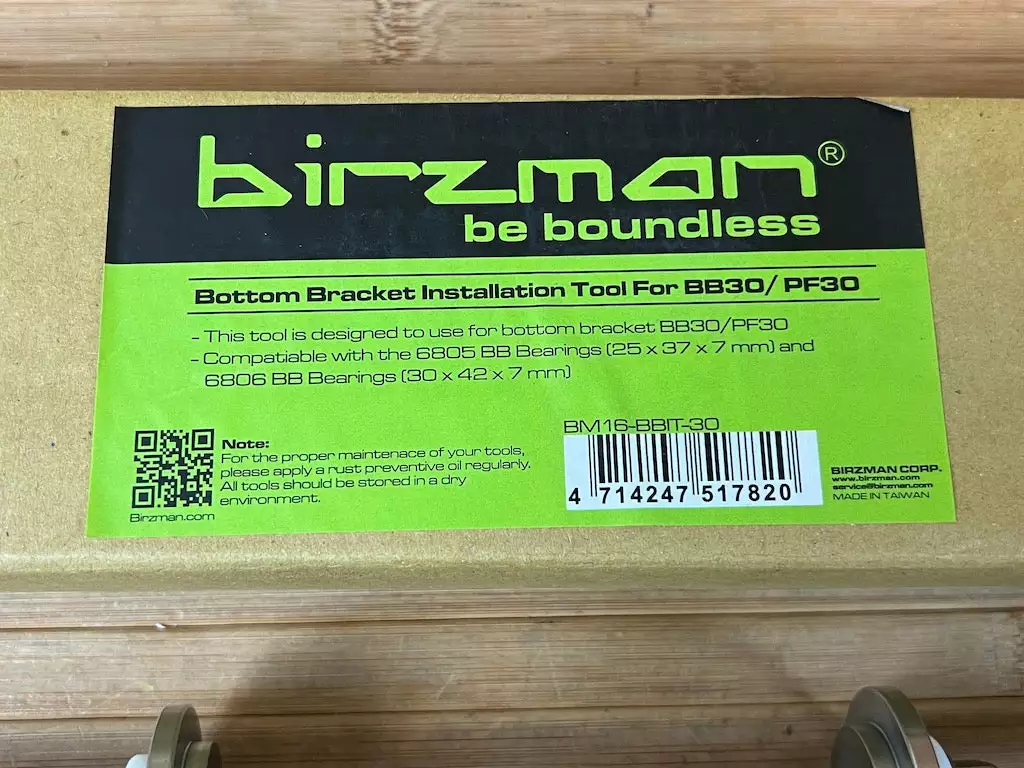 birzman®
be boundless
Bottom Bracket Installation Tool For BB30/ PF30
- This tool is designed to use for bottom bracket BB30/PF30
- Compatiable with the 6805 BB Bearings (25 x 37 x 7 mm) and
6806 BB Bearings (30 x 42 x 7 mm)
BM16-BBIT-30
Note:
For the proper maintenace of your tools,
please apply a rust preventive oil regularly.
All tools should be stored in a dry
environment.
Birzman.com
4 714247 517820
BIRZMAN CORP.
www.birzman.com
service@birzman.com
MADE IN TAIWAN